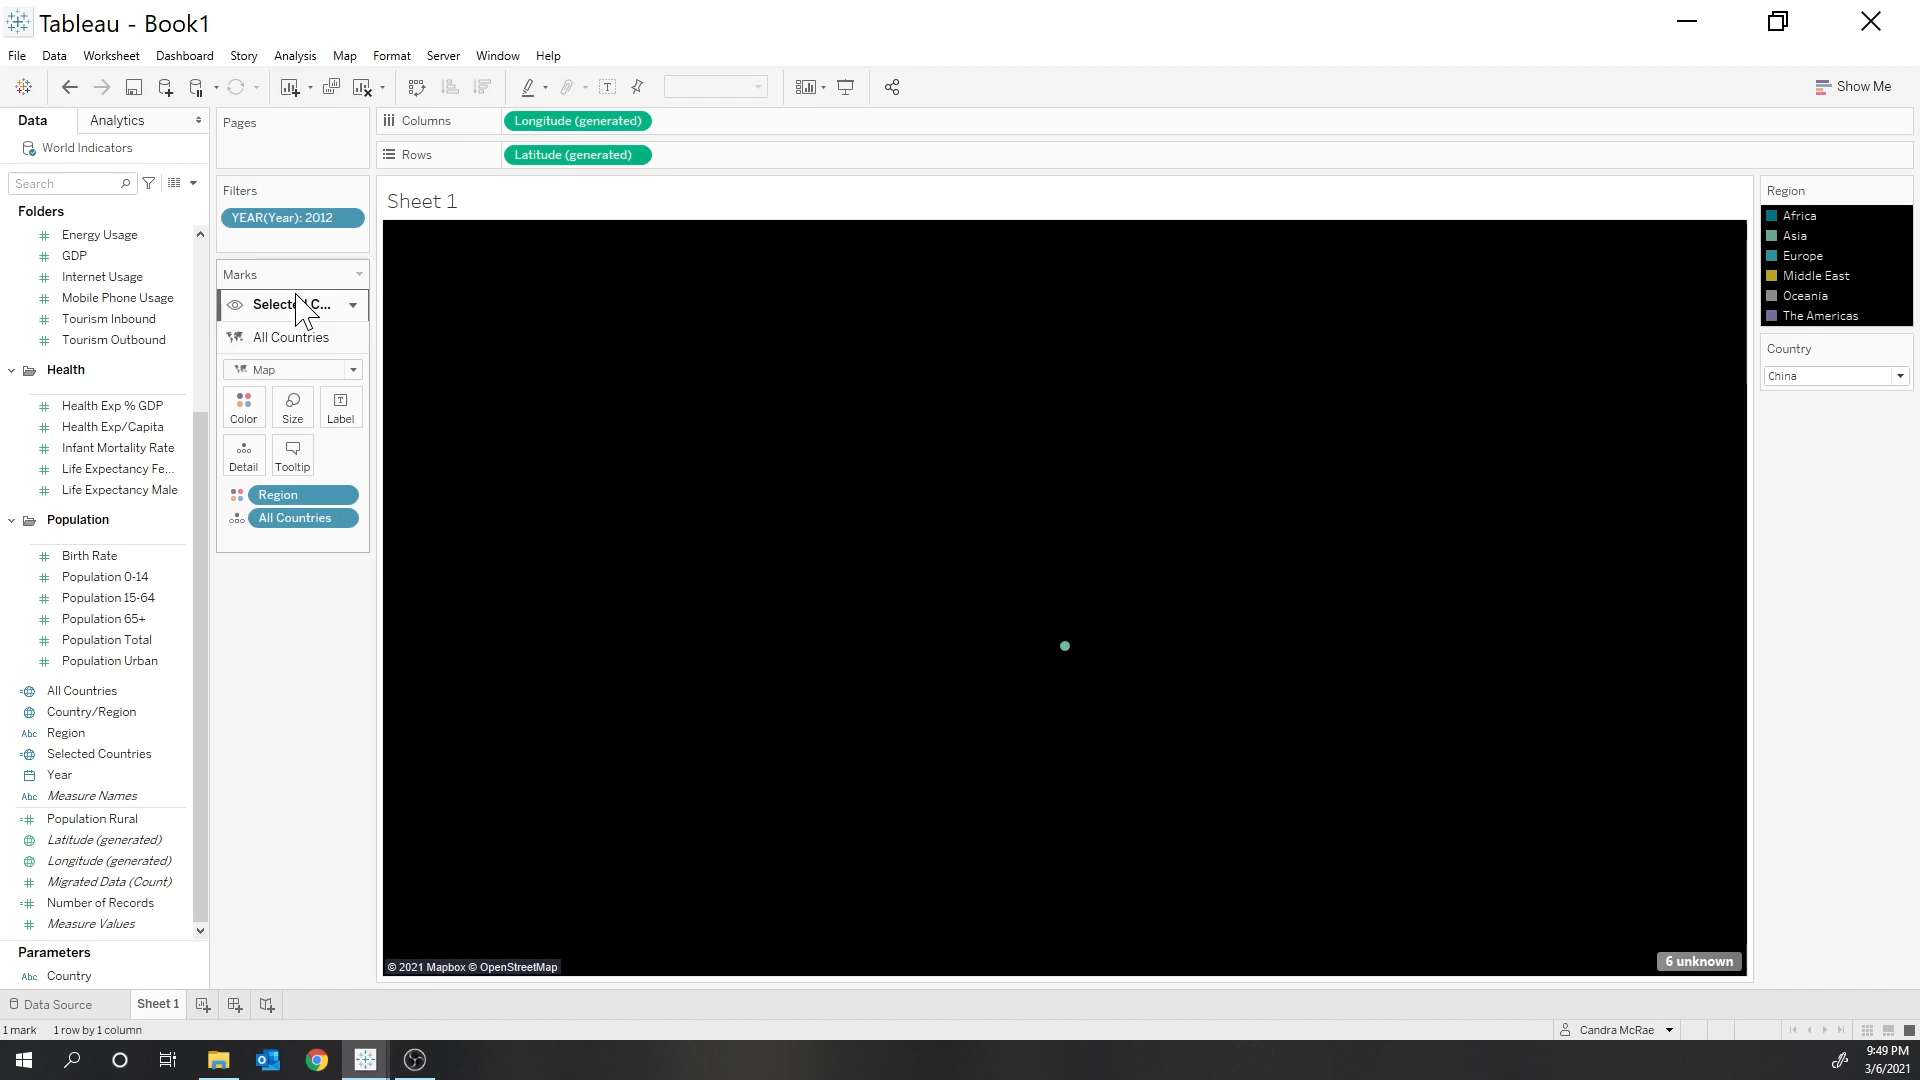 Tableau - Book1
File Data Worksheet Dashboard Story Analysis Map Format Server Window Help
Show Me
Data Analytics
World Indicators
Search
Folders
Energy Usage
GDP
Internet Usage
Mobile Phone Usage
Tourism Inbound
Tourism Outbound
Health
Health Exp % GDP
Health Exp/Capita
Infant Mortality Rate
Life Expectancy Fe...
Life Expectancy Male
Population
Birth Rate
Population 0-14
Population 15-64
Population 65+
Population Total
Population Urban
All Countries
Country/Region
Abc Region
Selected Countries
Year
Abc Measure Names
Population Rural
Latitude (generated)
Longitude (generated)
Migrated Data (Count)
Number of Records
Measure Values
Parameters
Abc Country
Pages
Filters
YEAR(Year): 2012
Marks
All Countries
Map
Color Size Label
Detail Tooltip
Region
All Countries
Columns Longitude (generated)
Rows Latitude (generated)
Sheet 1
© 2021 Mapbox © OpenStreetMap
6 unknown
Region
Africa
Asia
Europe
Middle East
Oceania
The Americas
Country
China
Data Source Sheet 1
1 mark 1 row by 1 column
Candra McRae
9:49 PM
3/6/2021